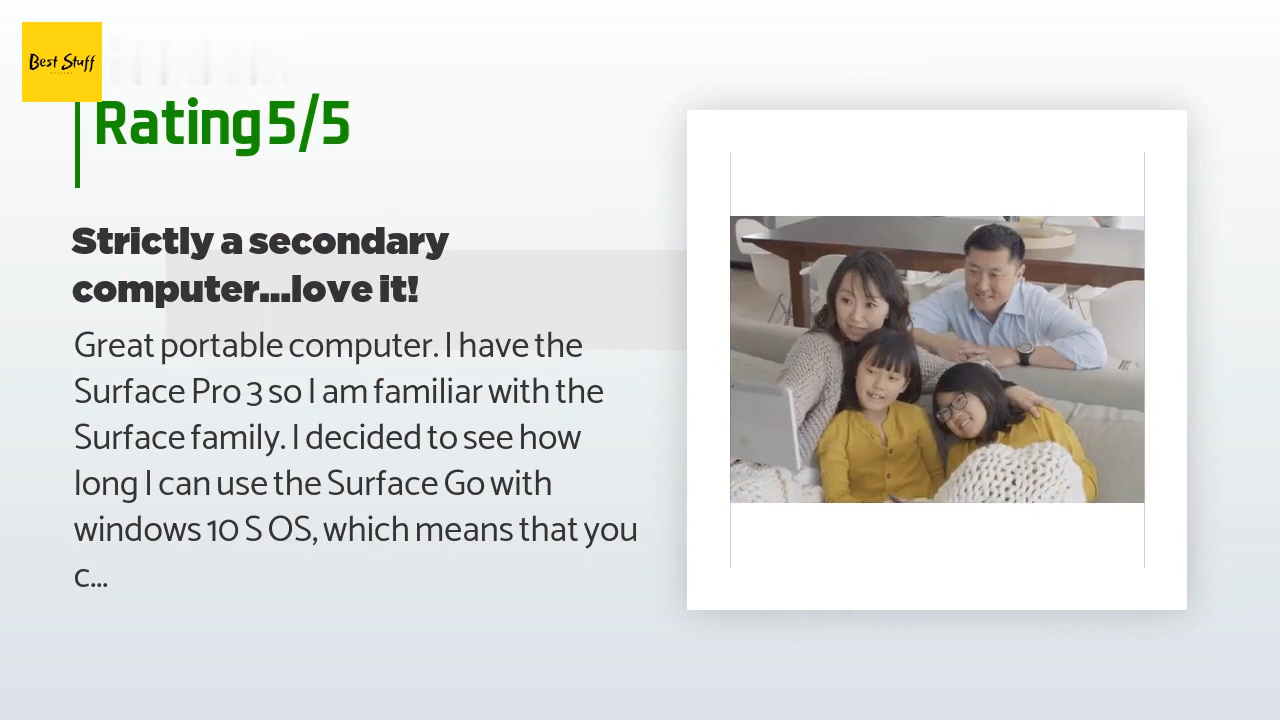 Best Stuff
Rating 5/5
Strictly a secondary
computer...love it!
Great portable computer. I have the
Surface Pro 3 so I am familiar with the
Surface family. I decided to see how
long I can use the Surface Go with
windows 10 S OS, which means that you
c...